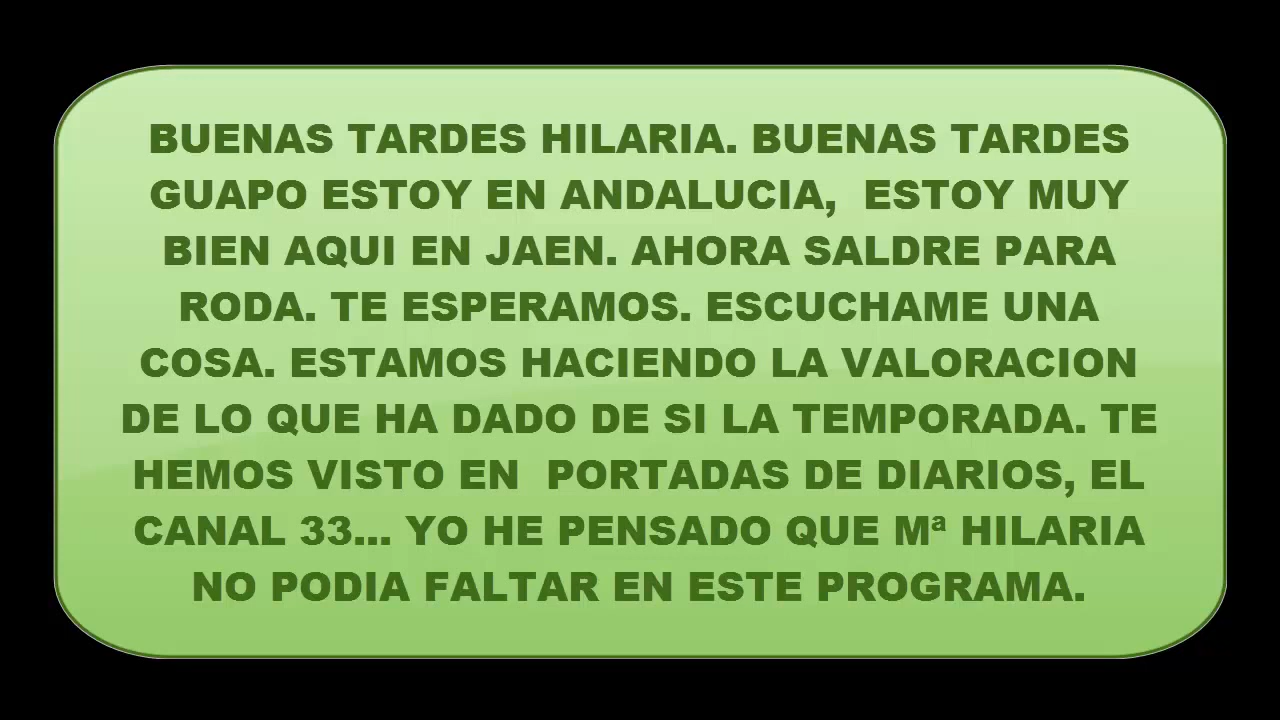 BUENAS TARDES HILARIA. BUENAS TARDES
GUAPO ESTOY EN ANDALUCIA,  ESTOY MUY
BIEN AQUI EN JAEN. AHORA SALDRE PARA
RODA. TE ESPERAMOS. ESCUCHAME UNA
COSA. ESTAMOS HACIENDO LA VALORACION
DE LO QUE HA DADO DE SI LA TEMPORADA. TE
HEMOS VISTO EN  PORTADAS DE DIARIOS, EL
CANAL 33... YO HE PENSADO QUE Mª HILARIA
NO PODIA FALTAR EN ESTE PROGRAMA.